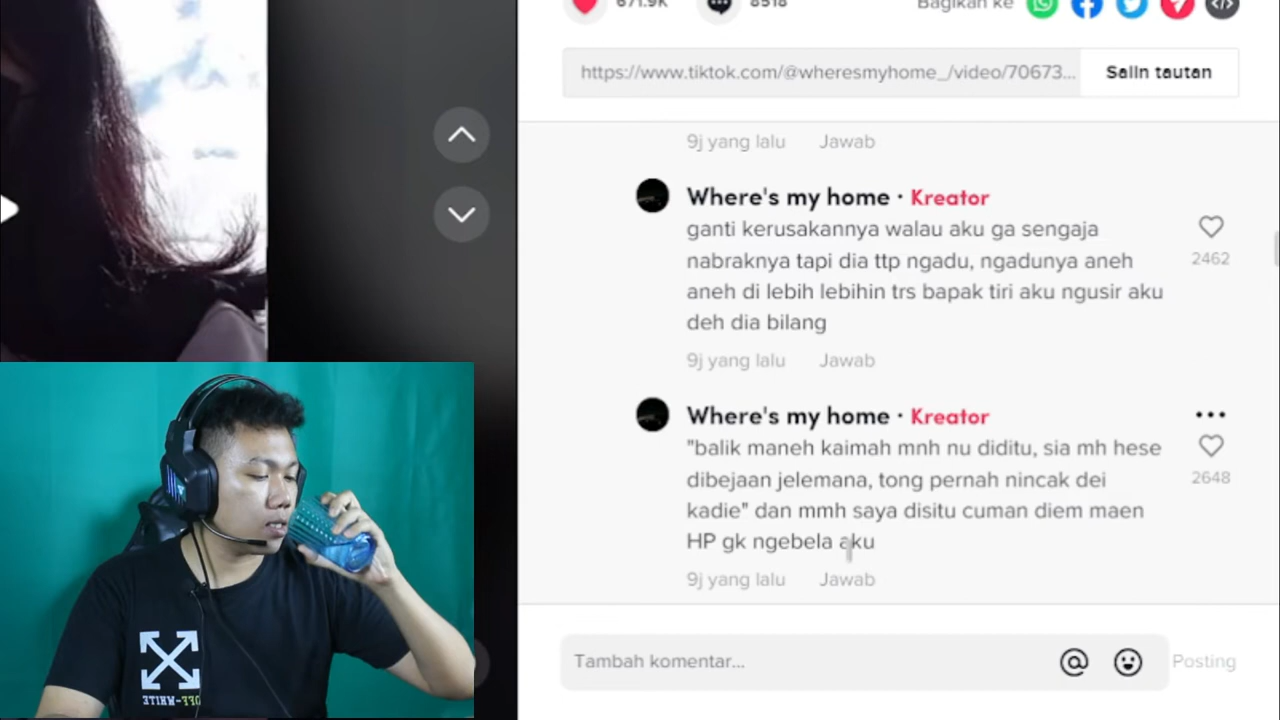 671.9K
8518
Bagikan ke
https://www.tiktok.com/@wheresmyhome_/video/70673...
Salin tautan
9j yang lalu Jawab
Where's my home · Kreator
ganti kerusakannya walau aku ga sengaja
nabraknya tapi dia ttp ngadu, ngadunya aneh
aneh di lebih lebihin trs bapak tiri aku ngusir aku
deh dia bilang
2462
9j yang lalu Jawab
Where's my home · Kreator
"balik maneh kaimah mnh nu diditu, sia mh hese
dibejaan jelemana, tong pernah nincak dei
kadie" dan mmh saya disitu cuman diem maen
HP gk ngebela aku
2648
9j yang lalu Jawab
Tambah komentar...
Posting
OFF-WHITE